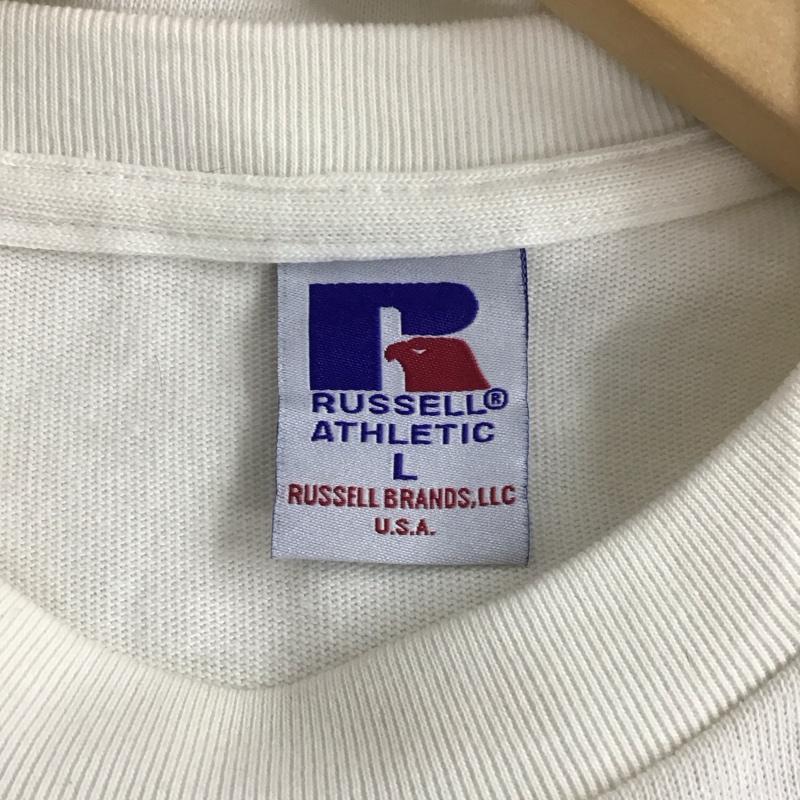 RUSSELL®
ATHLETIC
L
RUSSELL BRANDS,LLC
U.S.A.